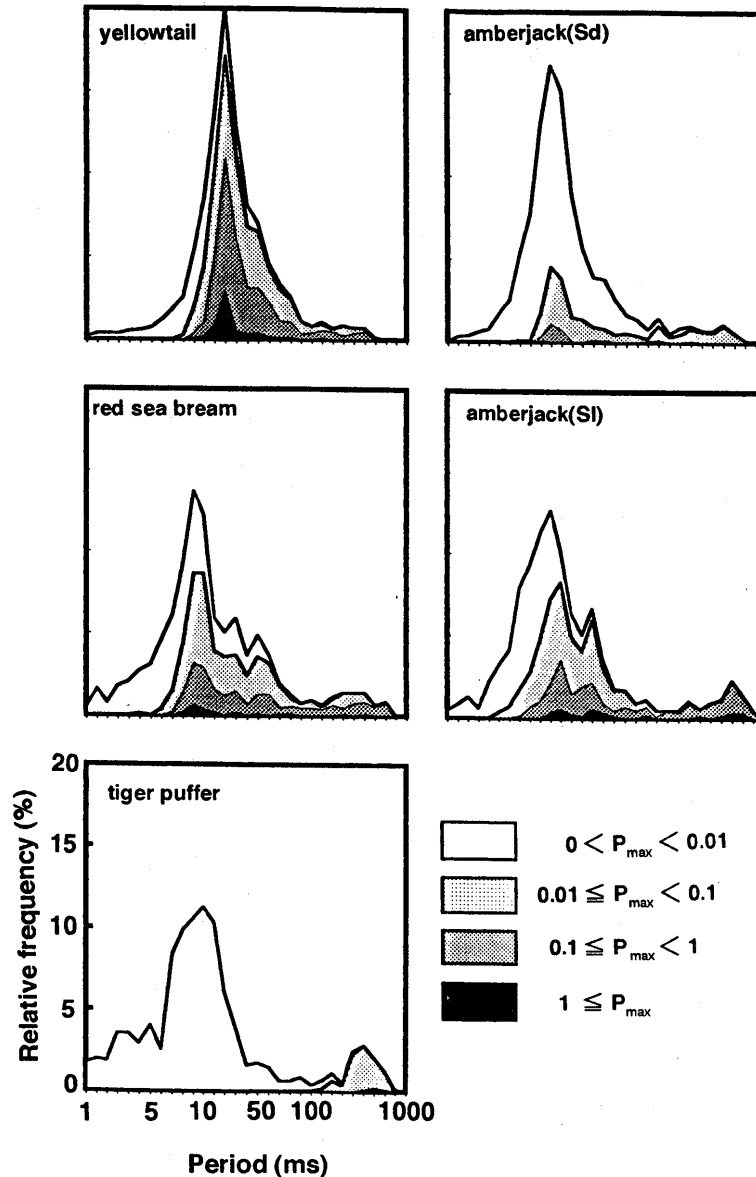 yellowtail
amberjack(Sd)
red sea bream
amberjack(Sl)
tiger puffer
20
15
10
5
0
Relative frequency (%)
1 5 10 50 100 1000
Period (ms)
0 < Pmax < 0.01
0.01 ≦ Pmax < 0.1
0.1 ≦ Pmax < 1
1 ≦ Pmax